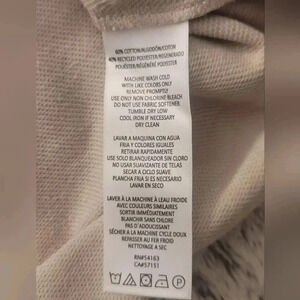 60% COTTON/ALGODÓN/COTON
40% RECYCLED POLYESTER/REGENERADO
POLIÉSTER/RÉGÉNÉRÉ POLYESTER
MACHINE WASH COLD
WITH LIKE COLORS ONLY
REMOVE PROMPTLY
USE ONLY NON CHLORINE BLEACH
DO NOT USE FABRIC SOFTENER
TUMBLE DRY LOW
COOL IRON IF NECESSARY
DRY CLEAN
LAVAR A MAQUINA CON AGUA
FRIA Y COLORES IGUALES
RETIRAR RAPIDAMENTE
USE SOLO BLANQUEADOR SIN CLORO
NO USAR SUAVIZANTE DE TELAS
SECAR A CICLO SUAVE
PLANCHA FRIA SI ES NECESARIO
LAVAR EN SECO
LAVER À LA MACHINE À L'EAU FROIDE
AVEC COULEURS SIMILAIRES
SORTIR IMMÉDIATEMENT
BLANCHIR SANS CHLORE
PAS D'ADOUCISSANT
SÉCHER A LA MACHINE CYCLE DOUX
REPASSER AU FER FROID
NETTOYER A SEC
RN#54163
CA#57151